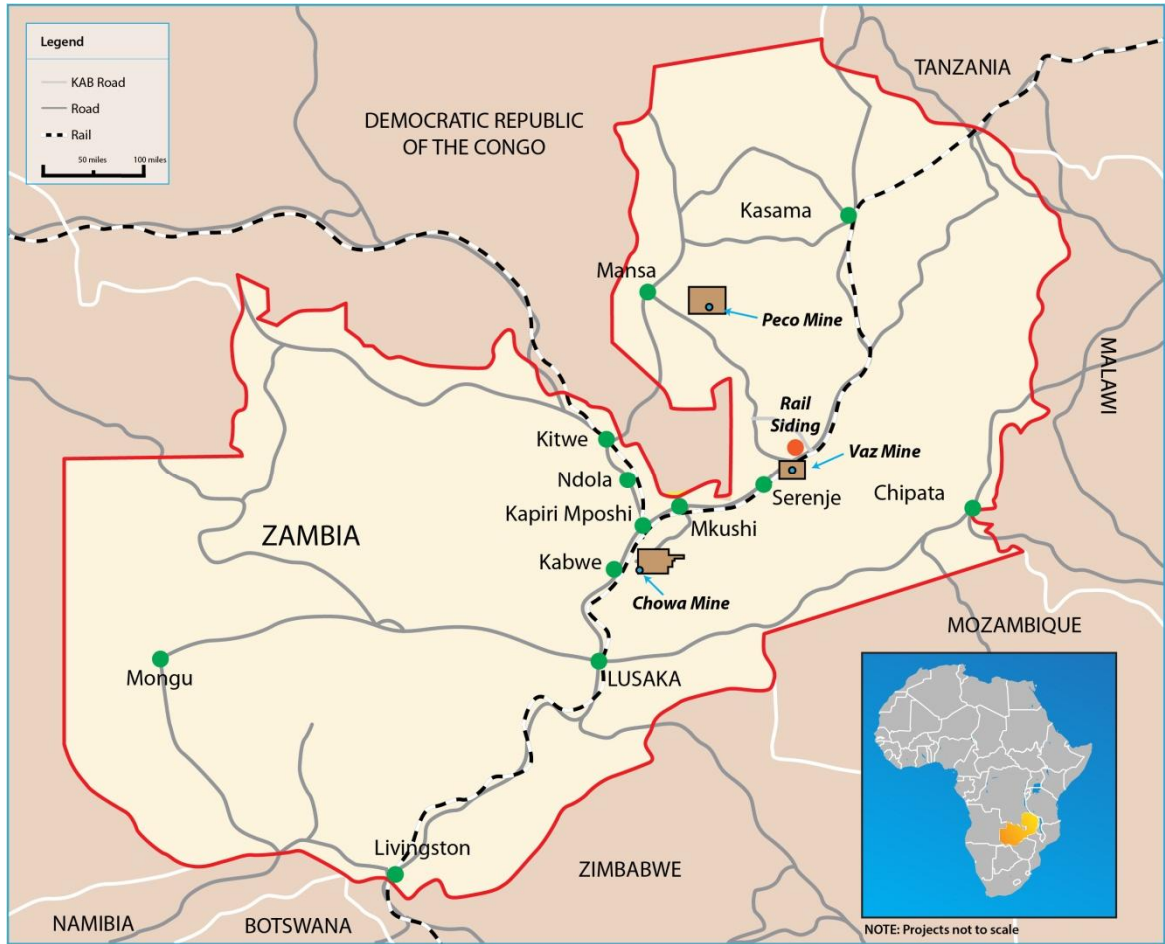 Legend
KAB Road
Road
Rail
50 miles
100 miles
TANZANIA
DEMOCRATIC REPUBLIC
OF THE CONGO
Kasama
Mansa
Peco Mine
MALAWI
Rail
Siding
Kitwe
Vaz Mine
Ndola
Serenje
Chipata
Kapiri Mposhi
Mkushi
ZAMBIA
Kabwe
Chowa Mine
MOZAMBIQUE
Mongu
LUSAKA
Livingston
ZIMBABWE
NAMIBIA
BOTSWANA
NOTE: Projects not to scale